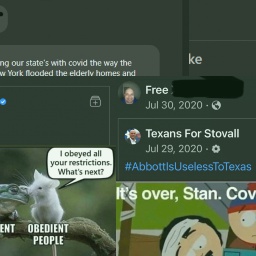 ng our state's with covid the way the
York flooded the elderly homes and
ke
Free
Jul 30, 2020 ·
Texans For Stovall
Jul 29, 2020 ·
#AbbottIsUselessToTexas
I obeyed all
your restrictions.
What's next?
ENT
OBEDIENT
PEOPLE
It's over, Stan. Cov